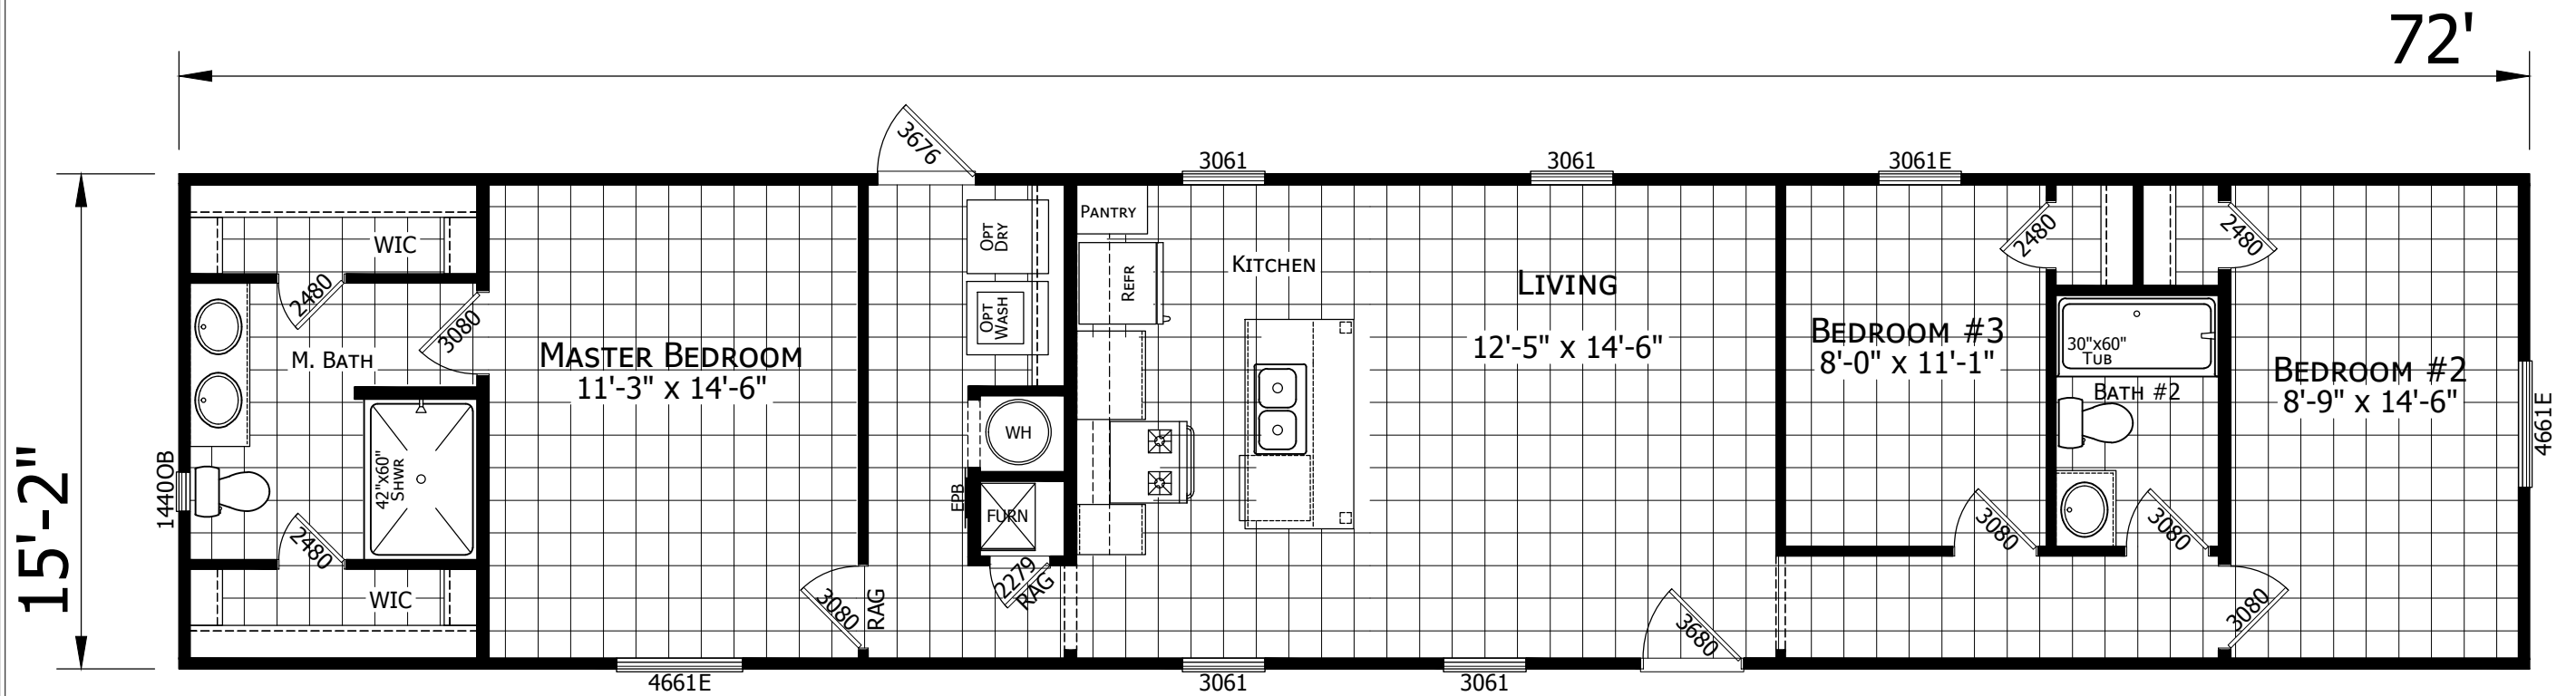 72'
15'-2"
3676
3061
3061
3061E
WIC
2480
3080
M. BATH
42"x60"
SHWR
1440OB
2480
WIC
MASTER BEDROOM
11'-3" x 14'-6"
4661E
3080
RAG
OPT
DRY
OPT
WASH
WH
EPB
FURN
2279
RAG
PANTRY
REFR
KITCHEN
LIVING
12'-5" x 14'-6"
3061
3061
3680
BEDROOM #3
8'-0" x 11'-1"
2480
3080
2480
30"x60"
TUB
BATH #2
3080
BEDROOM #2
8'-9" x 14'-6"
3080
4661E